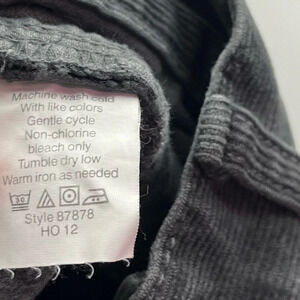 Machine wash cold
With like colors
Gentle cycle
Non-chlorine
bleach only
Tumble dry low
Warm iron as needed
30
Style 87878
HO 12